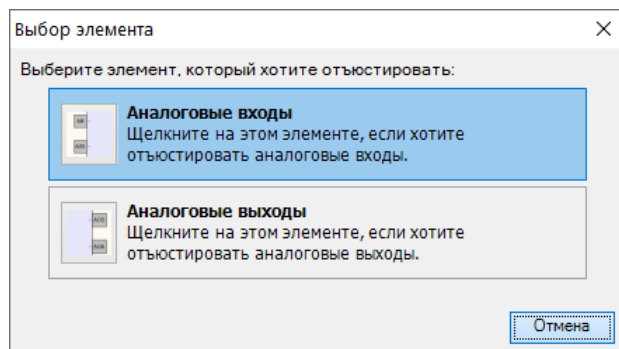 Выбор элемента
Выберите элемент, который хотите отъюстировать:
Аналоговые входы
Щелкните на этом элементе, если хотите
отъюстировать аналоговые входы.
Аналоговые выходы
Щелкните на этом элементе, если хотите
отъюстировать аналоговые выходы.
Отмена